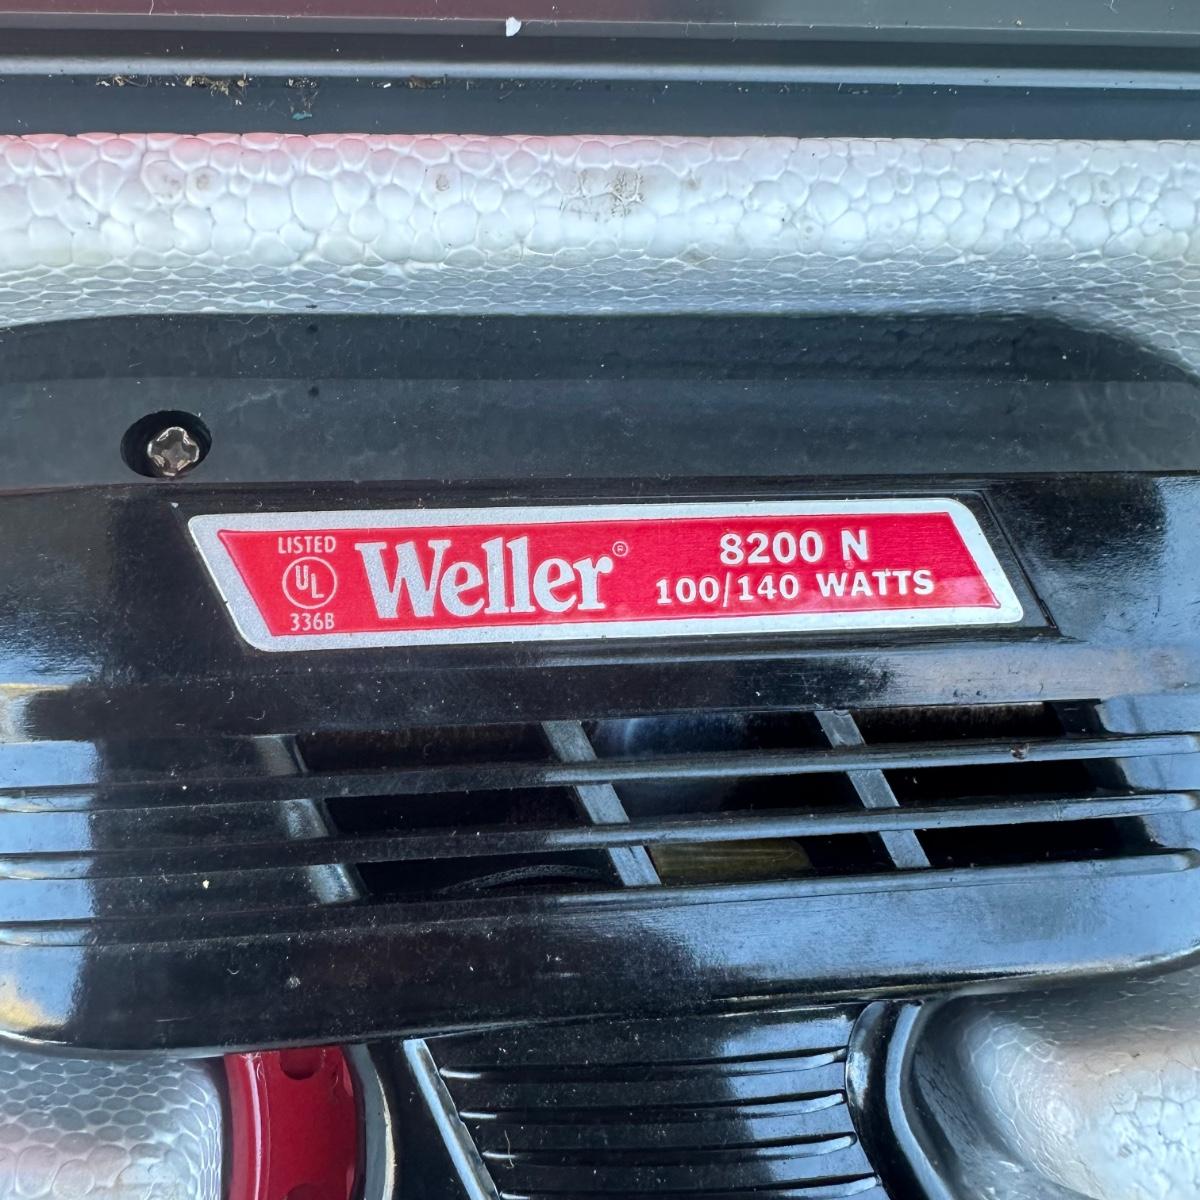 LISTED
UL
336B
Weller®
8200 N
100/140 WATTS